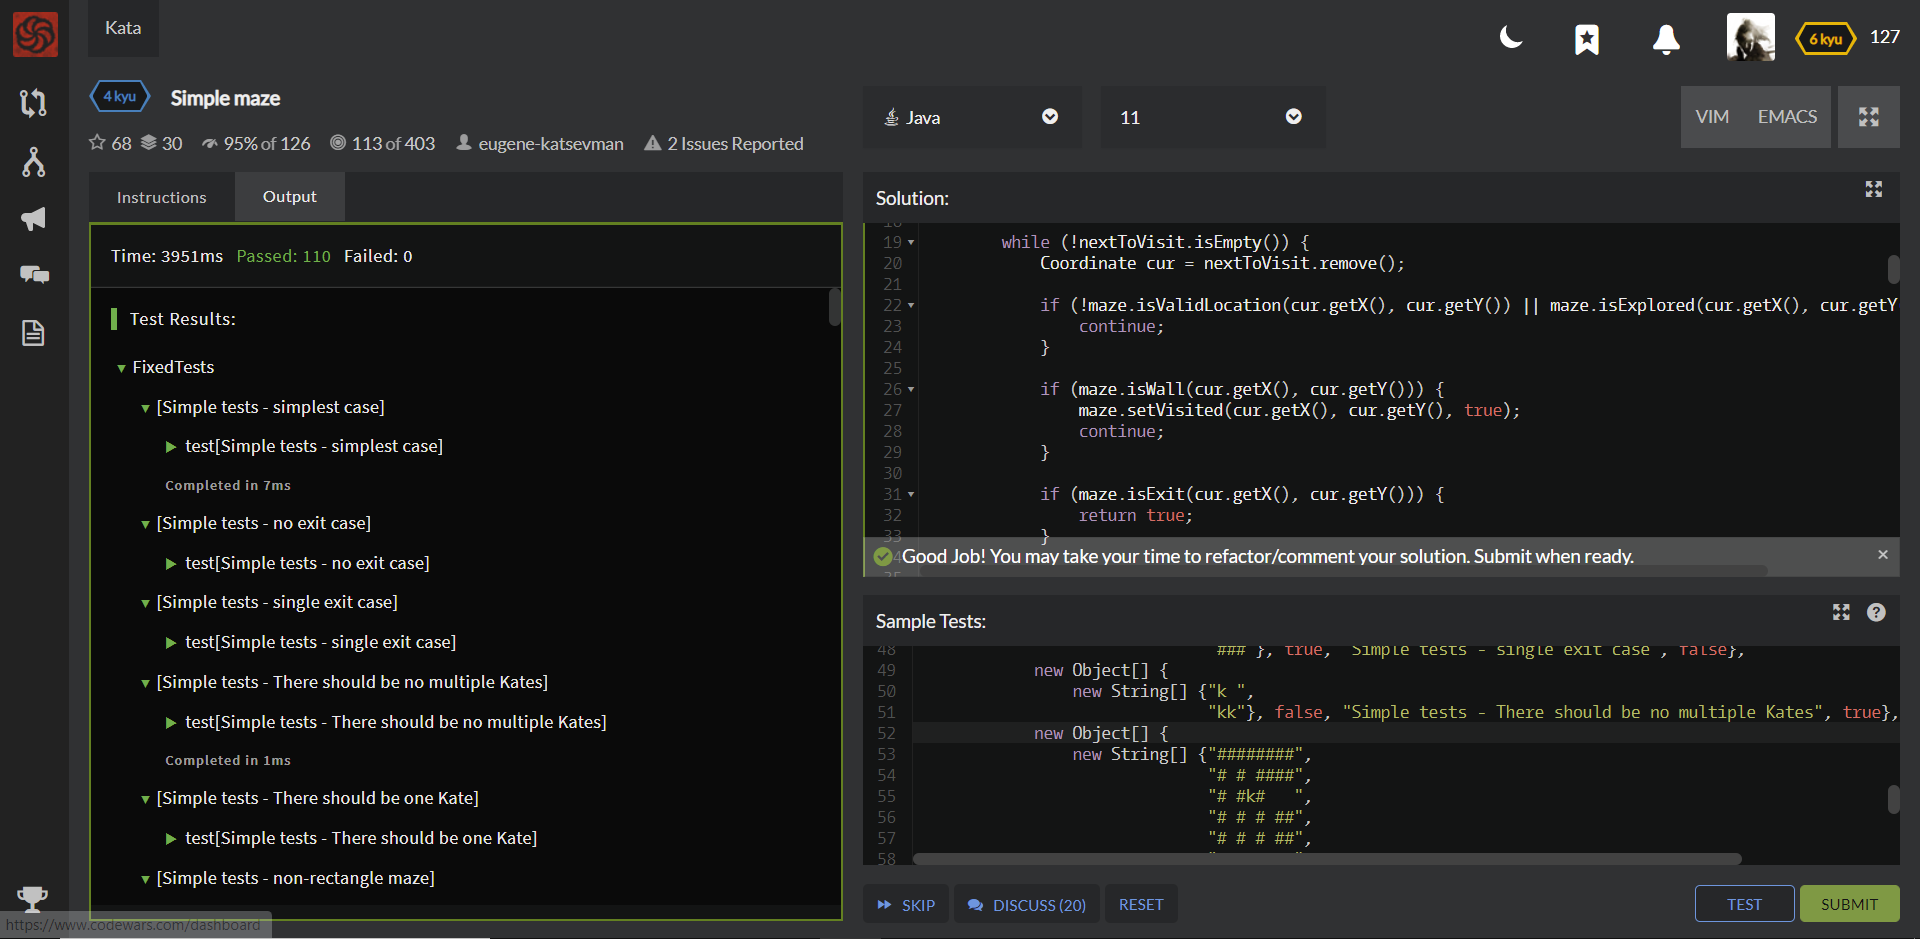 Kata
6 kyu
127
4 kyu
Simple maze
68 30 95% of 126 113 of 403 eugene-katsevman 2 Issues Reported
Java
11
VIM EMACS
Instructions Output
Time: 3951ms Passed: 110 Failed: 0
Test Results:
FixedTests
[Simple tests - simplest case]
test[Simple tests - simplest case]
Completed in 7ms
[Simple tests - no exit case]
test[Simple tests - no exit case]
[Simple tests - single exit case]
test[Simple tests - single exit case]
[Simple tests - There should be no multiple Kates]
test[Simple tests - There should be no multiple Kates]
Completed in 1ms
[Simple tests - There should be one Kate]
test[Simple tests - There should be one Kate]
[Simple tests - non-rectangle maze]
https://www.codewars.com/dashboard
Solution:
19 while (!nextToVisit.isEmpty()) {
20 Coordinate cur = nextToVisit.remove();
21
22 if (!maze.isValidLocation(cur.getX(), cur.getY()) || maze.isExplored(cur.getX(), cur.getY
23 continue;
24 }
25
26 if (maze.isWall(cur.getX(), cur.getY())) {
27 maze.setVisited(cur.getX(), cur.getY(), true);
28 continue;
29 }
30
31 if (maze.isExit(cur.getX(), cur.getY())) {
32 return true;
33 }
Good Job! You may take your time to refactor/comment your solution. Submit when ready.
Sample Tests:
48 ### }, true, Simple tests - single exit case , false},
49 new Object[] {
50 new String[] {"k ",
51 "kk"}, false, "Simple tests - There should be no multiple Kates", true},
52 new Object[] {
53 new String[] {"########",
54 "# # ####",
55 "# #k#   ",
56 "# # # ##",
57 "# # # ##",
58
SKIP DISCUSS (20) RESET
TEST SUBMIT